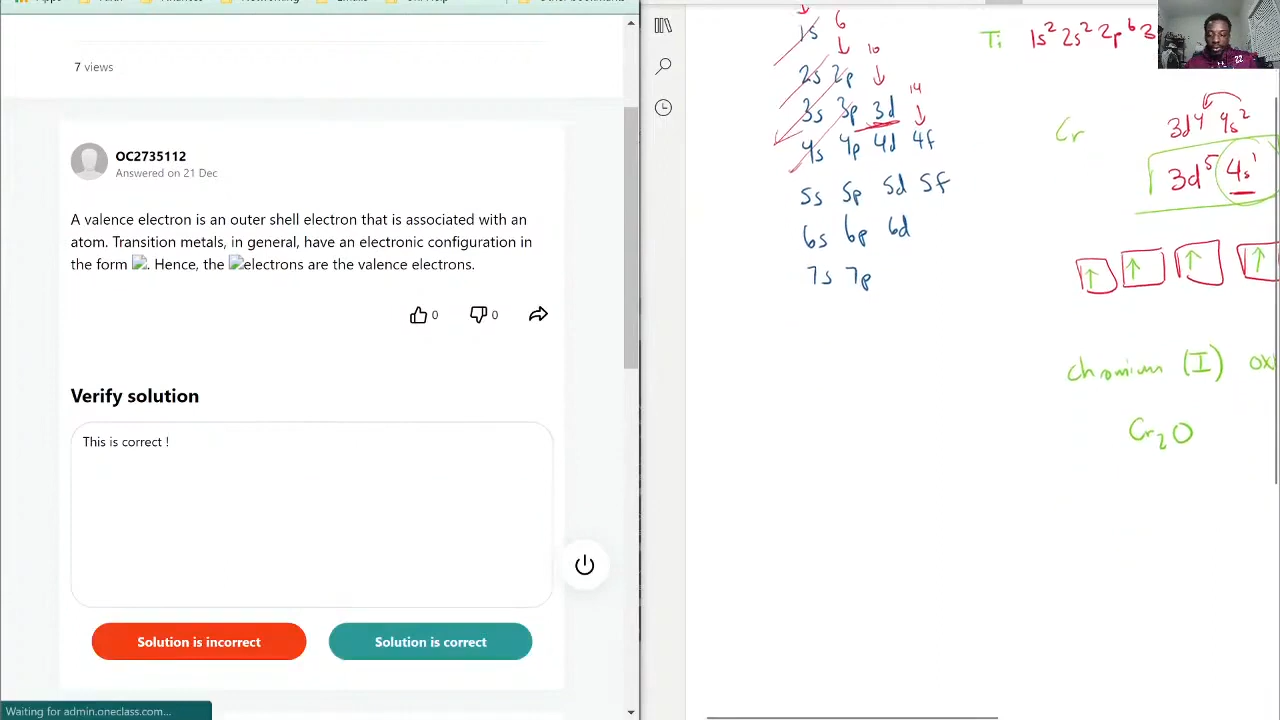 7 views
OC2735112
Answered on 21 Dec
A valence electron is an outer shell electron that is associated with an
atom. Transition metals, in general, have an electronic configuration in
the form . Hence, the electrons are the valence electrons.
0
0
Verify solution
This is correct !
Solution is incorrect
Solution is correct
Waiting for admin.oneclass.com...
1s 6
10
2s 2p
14
3s 3p 3d
4s 4p 4d 4f
5s 5p 5d 5f
6s 6p 6d
7s 7p
Ti 1s² 2s² 2p⁶ 3
Cr 3d⁴ 4s²
3d⁵ 4s¹
↑ ↑ ↑ ↑
chromium (I) ox
Cr₂O
22